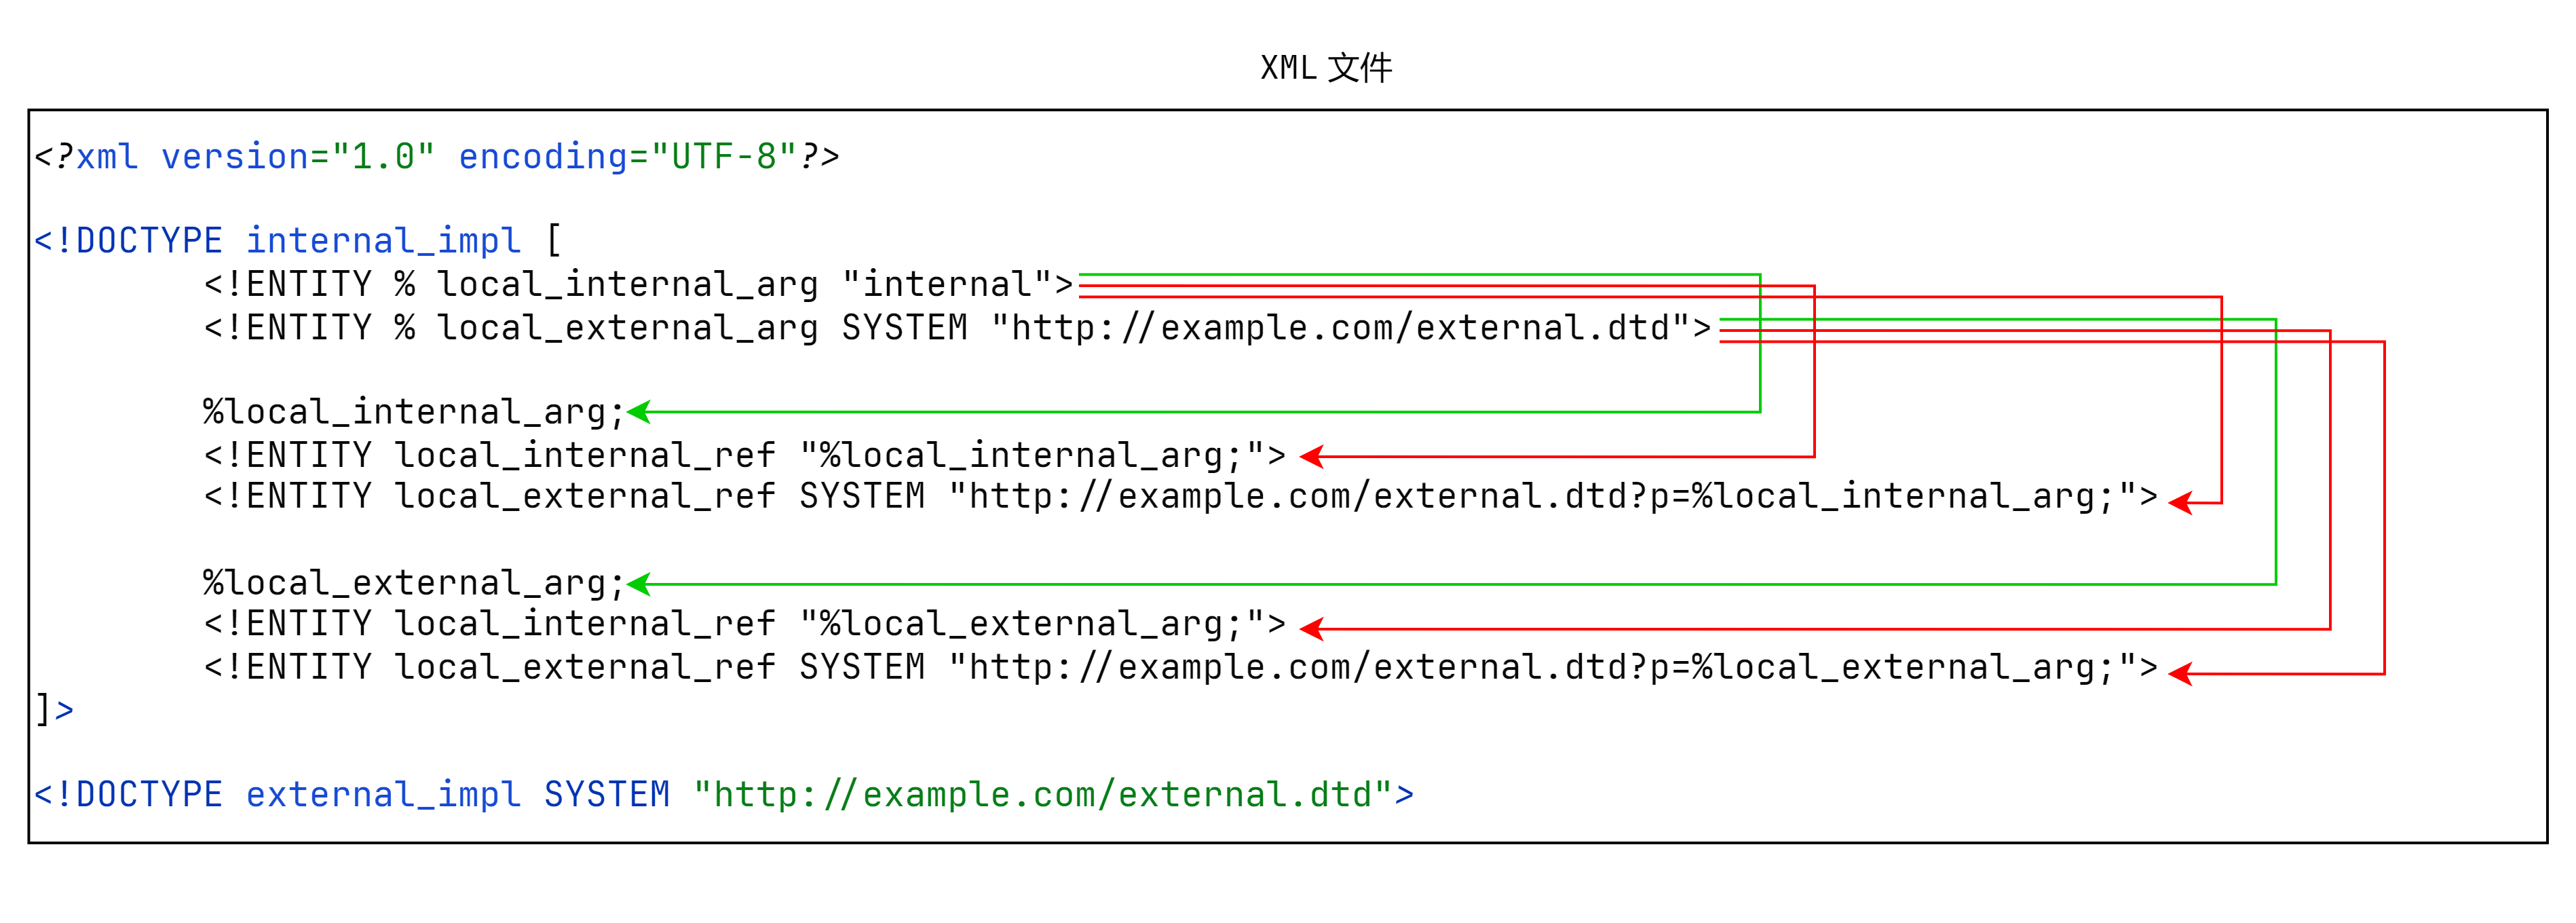 XML 文件
<?xml version="1.0" encoding="UTF-8"?>
<!DOCTYPE internal_impl [
<!ENTITY % local_internal_arg "internal">
<!ENTITY % local_external_arg SYSTEM "http://example.com/external.dtd">
%local_internal_arg;
<!ENTITY local_internal_ref "%local_internal_arg;">
<!ENTITY local_external_ref SYSTEM "http://example.com/external.dtd?p=%local_internal_arg;">
%local_external_arg;
<!ENTITY local_internal_ref "%local_external_arg;">
<!ENTITY local_external_ref SYSTEM "http://example.com/external.dtd?p=%local_external_arg;">
]>
<!DOCTYPE external_impl SYSTEM "http://example.com/external.dtd">